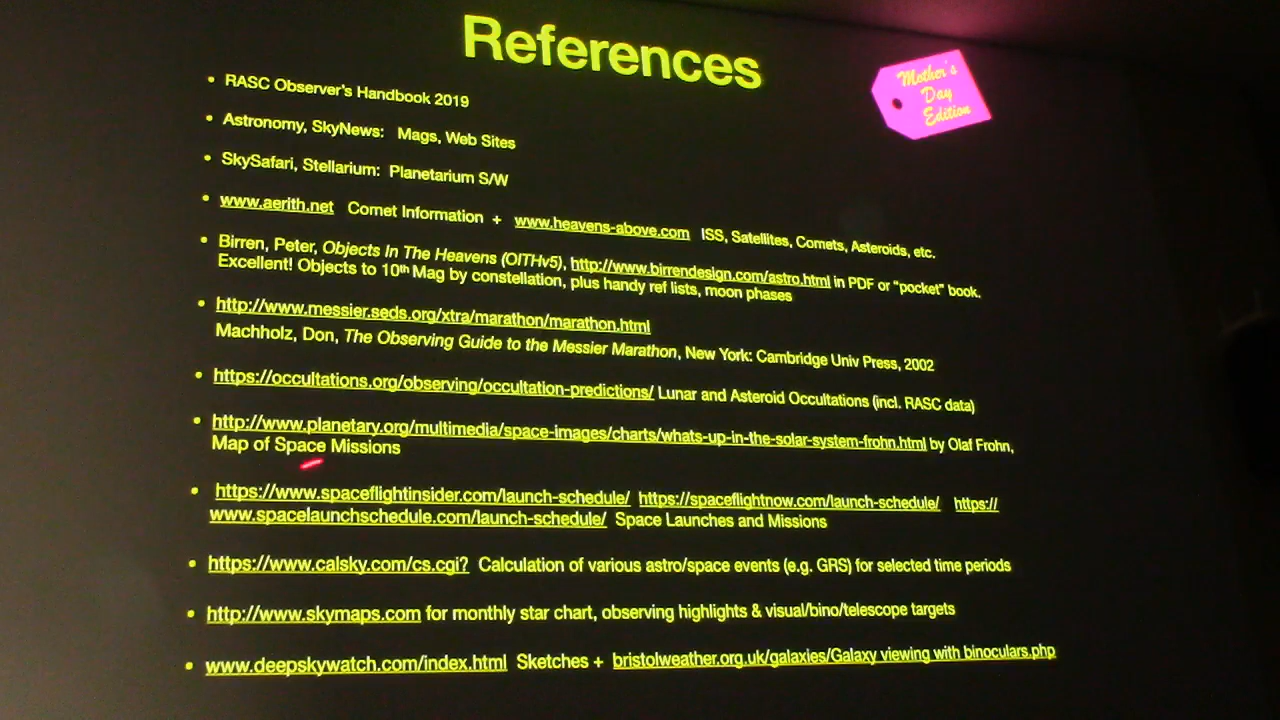 References
Mother's
Day
Edition
• RASC Observer's Handbook 2019
• Astronomy, SkyNews: Mags, Web Sites
• SkySafari, Stellarium: Planetarium S/W
• www.aerith.net Comet Information + www.heavens-above.com ISS, Satellites, Comets, Asteroids, etc.
• Birren, Peter, Objects In The Heavens (OITHv5), http://www.birrendesign.com/astro.html in PDF or "pocket" book.
Excellent! Objects to 10th Mag by constellation, plus handy ref lists, moon phases
• http://www.messier.seds.org/xtra/marathon/marathon.html
Machholz, Don, The Observing Guide to the Messier Marathon, New York: Cambridge Univ Press, 2002
• https://occultations.org/observing/occultation-predictions/ Lunar and Asteroid Occultations (incl. RASC data)
• http://www.planetary.org/multimedia/space-images/charts/whats-up-in-the-solar-system-frohn.html by Olaf Frohn,
Map of Space Missions
• https://www.spaceflightinsider.com/launch-schedule/ https://spaceflightnow.com/launch-schedule/ https://
www.spacelaunchschedule.com/launch-schedule/ Space Launches and Missions
• https://www.calsky.com/cs.cgi? Calculation of various astro/space events (e.g. GRS) for selected time periods
• http://www.skymaps.com for monthly star chart, observing highlights & visual/bino/telescope targets
• www.deepskywatch.com/index.html Sketches + bristolweather.org.uk/galaxies/Galaxy viewing with binoculars.php